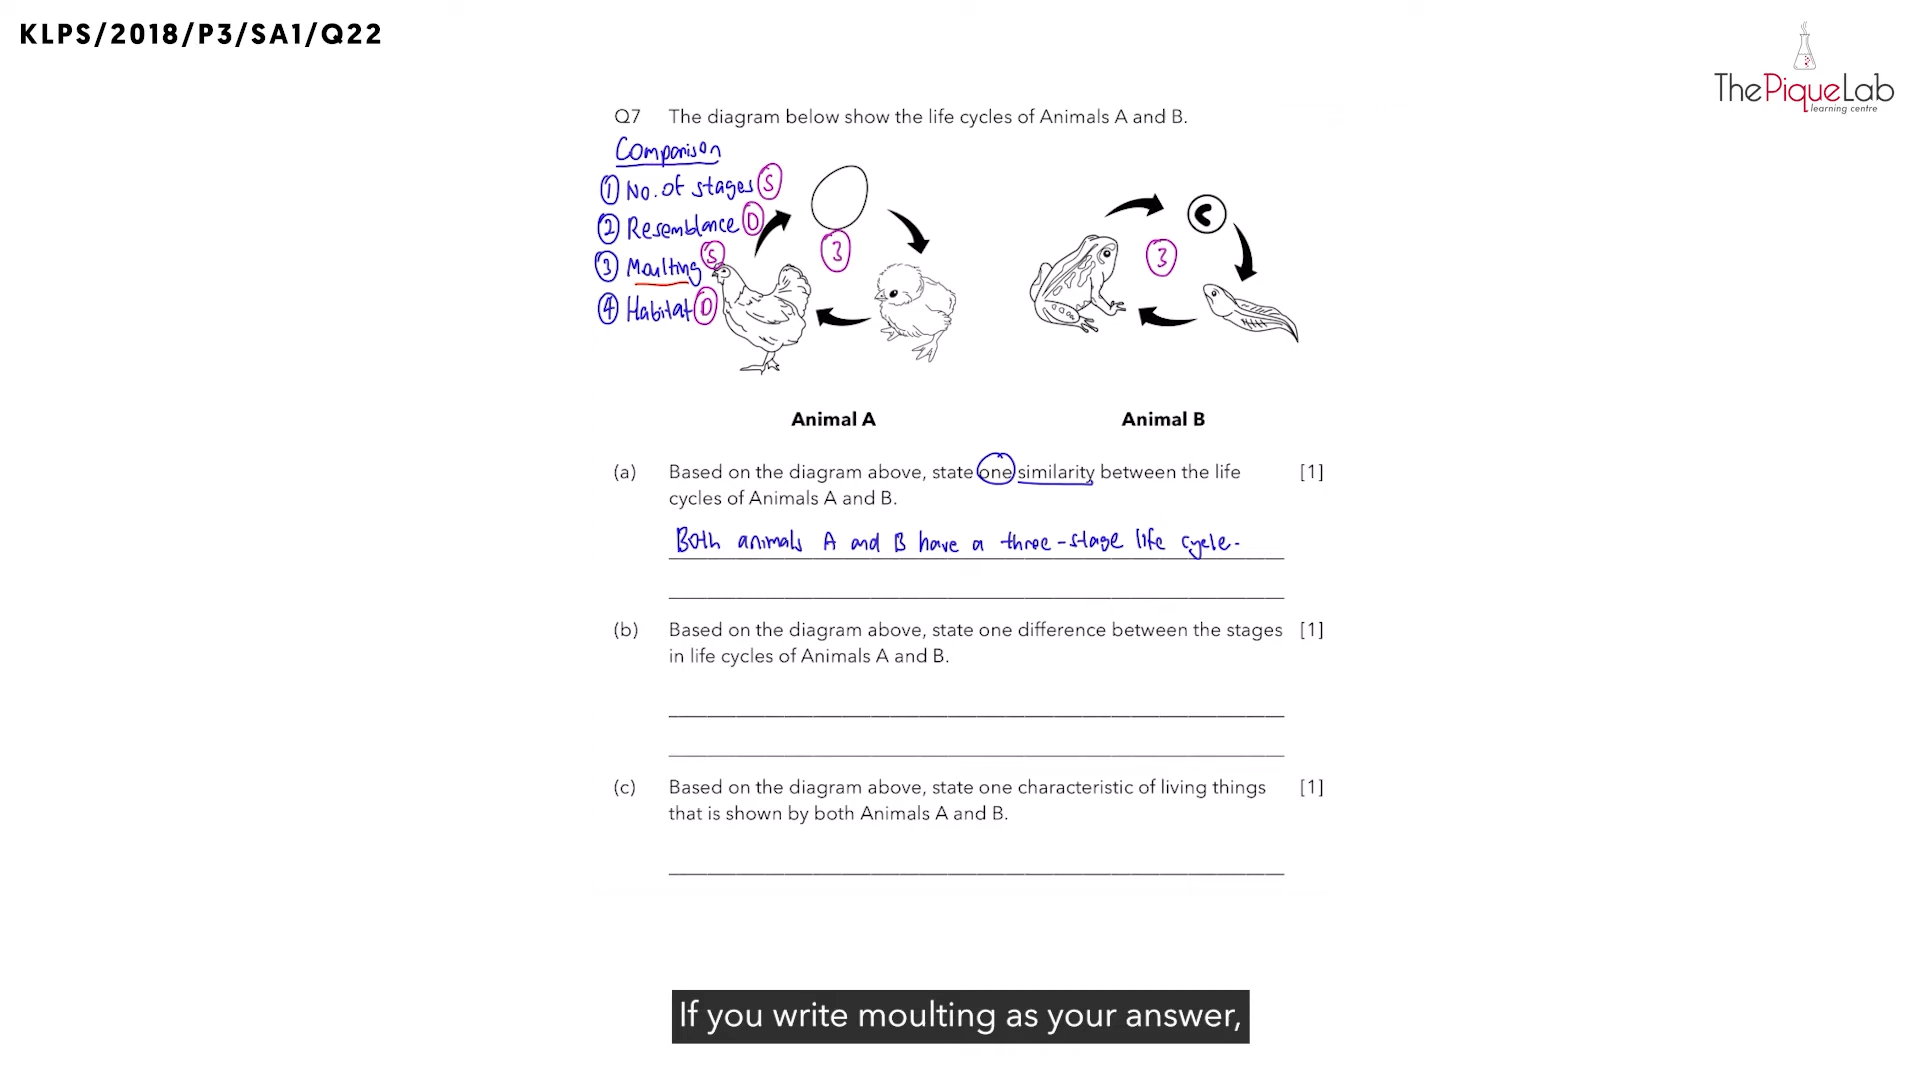 KLPS/2018/P3/SA1/Q22
ThePiqueLab
learning centre
Q7 The diagram below show the life cycles of Animals A and B.
Comparison
① No. of stages Ⓢ
② Resemblance Ⓓ
③ Moulting Ⓢ
④ Habitat Ⓓ
3
3
Animal A
Animal B
(a) Based on the diagram above, state one similarity between the life [1]
cycles of Animals A and B.
Both animals A and B have a three-stage life cycle.
(b) Based on the diagram above, state one difference between the stages [1]
in life cycles of Animals A and B.
(c) Based on the diagram above, state one characteristic of living things [1]
that is shown by both Animals A and B.
If you write moulting as your answer,